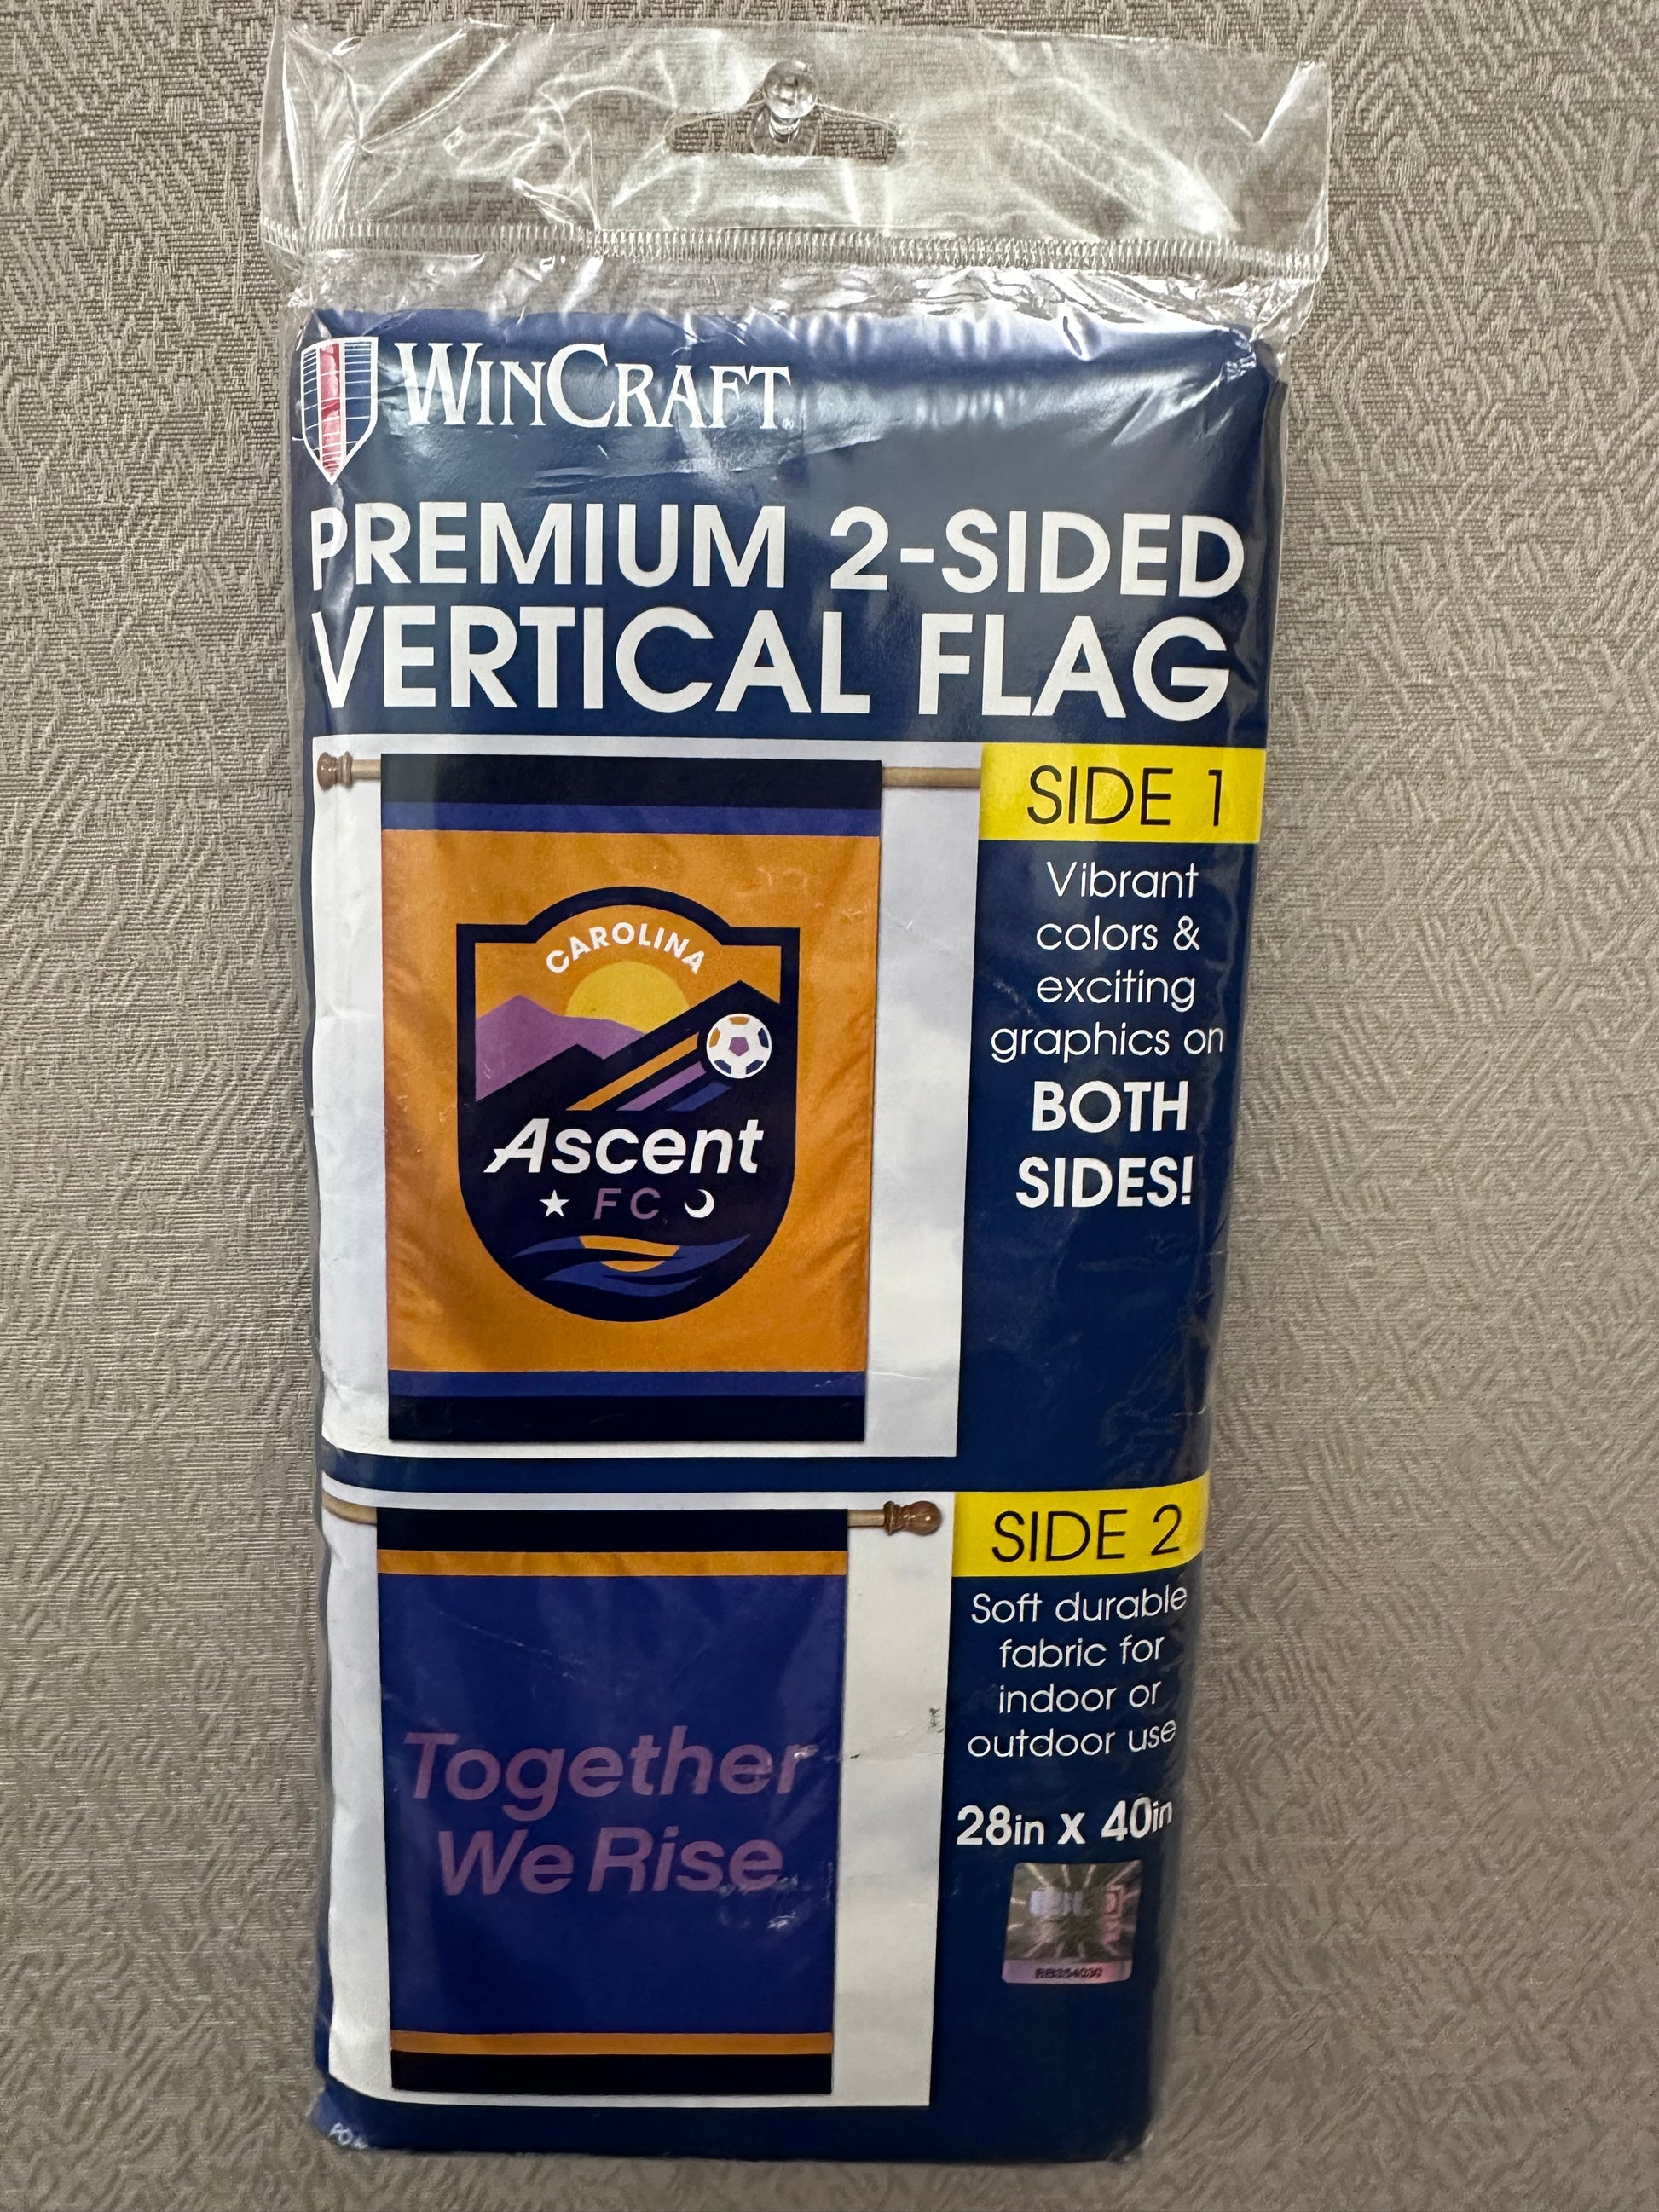 WINCRAFT
PREMIUM 2-SIDED
VERTICAL FLAG
SIDE 1
Vibrant
colors &
exciting
graphics on
BOTH
SIDES!
CAROLINA
Ascent
FC
SIDE 2
Soft durable
fabric for
indoor or
outdoor use
28in x 40in
Together
We Rise